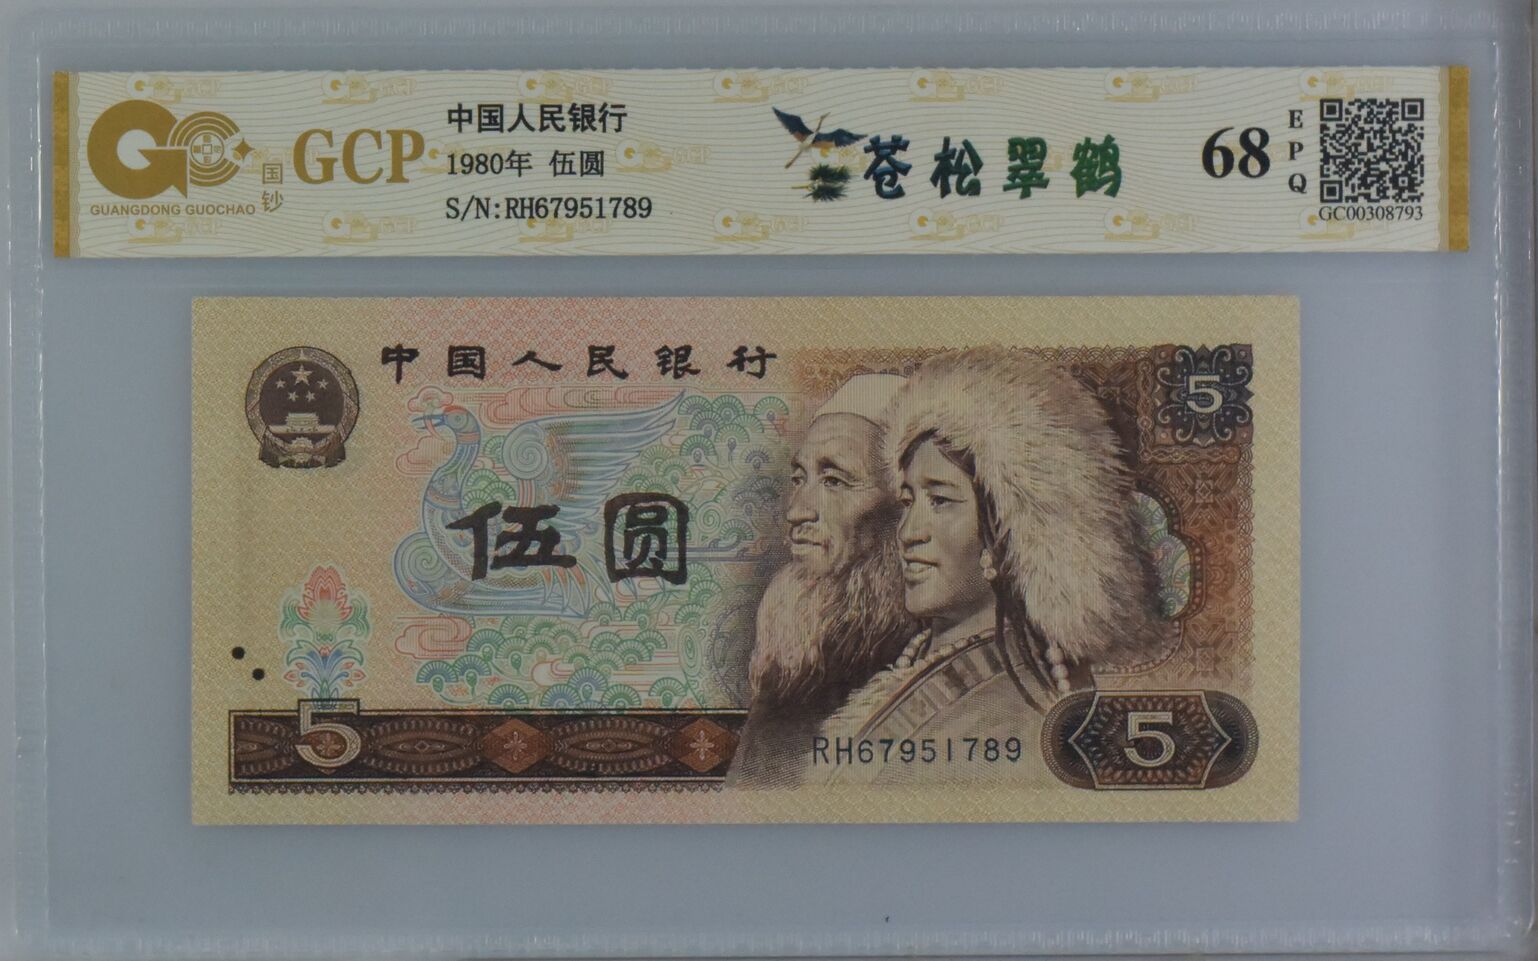 GCP
国钞
GUANGDONG GUOCHAO
中国人民银行
1980年 伍圆
S/N:RH67951789
苍松翠鹤
68
EPQ
GC00308793
中国人民银行
5
伍圆
5
RH67951789
5